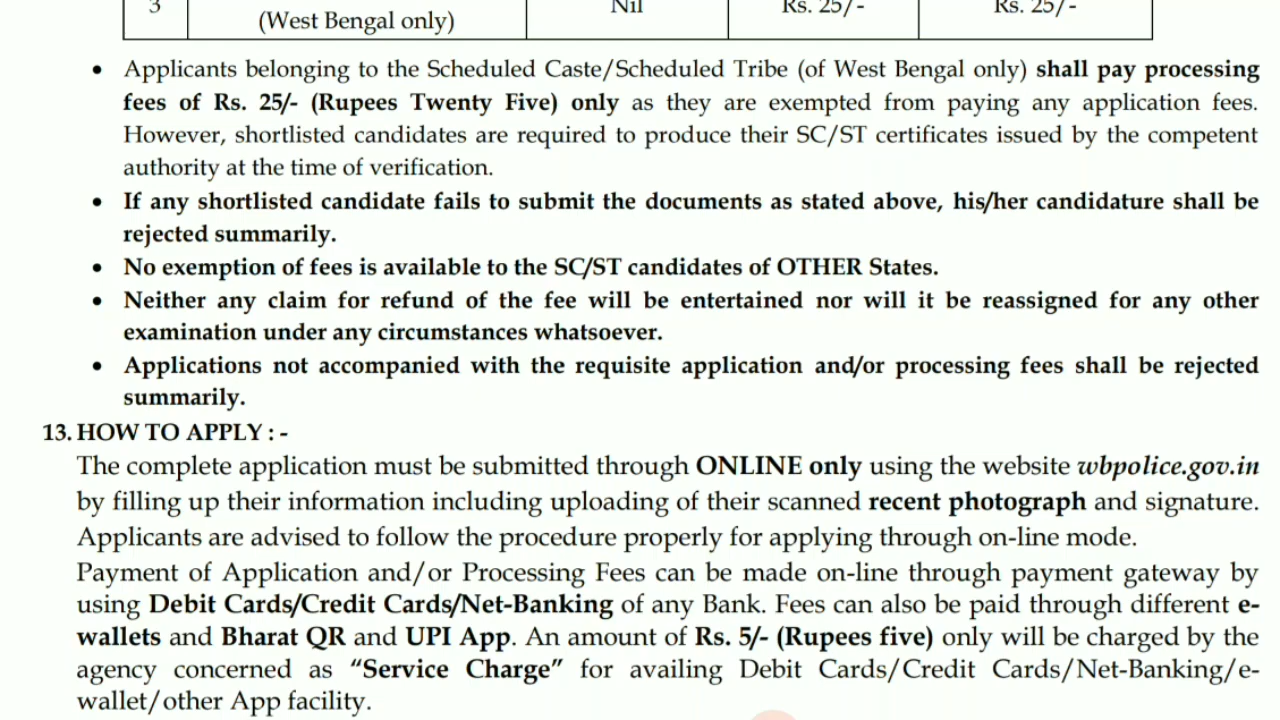 3
(West Bengal only)
Nil
Rs. 25/-
Rs. 25/-
• Applicants belonging to the Scheduled Caste/Scheduled Tribe (of West Bengal only) shall pay processing
fees of Rs. 25/- (Rupees Twenty Five) only as they are exempted from paying any application fees.
However, shortlisted candidates are required to produce their SC/ST certificates issued by the competent
authority at the time of verification.
• If any shortlisted candidate fails to submit the documents as stated above, his/her candidature shall be
rejected summarily.
• No exemption of fees is available to the SC/ST candidates of OTHER States.
• Neither any claim for refund of the fee will be entertained nor will it be reassigned for any other
examination under any circumstances whatsoever.
• Applications not accompanied with the requisite application and/or processing fees shall be rejected
summarily.
13. HOW TO APPLY : -
The complete application must be submitted through ONLINE only using the website wbpolice.gov.in
by filling up their information including uploading of their scanned recent photograph and signature.
Applicants are advised to follow the procedure properly for applying through on-line mode.
Payment of Application and/or Processing Fees can be made on-line through payment gateway by
using Debit Cards/Credit Cards/Net-Banking of any Bank. Fees can also be paid through different e-
wallets and Bharat QR and UPI App. An amount of Rs. 5/- (Rupees five) only will be charged by the
agency concerned as “Service Charge” for availing Debit Cards/Credit Cards/Net-Banking/e-
wallet/other App facility.